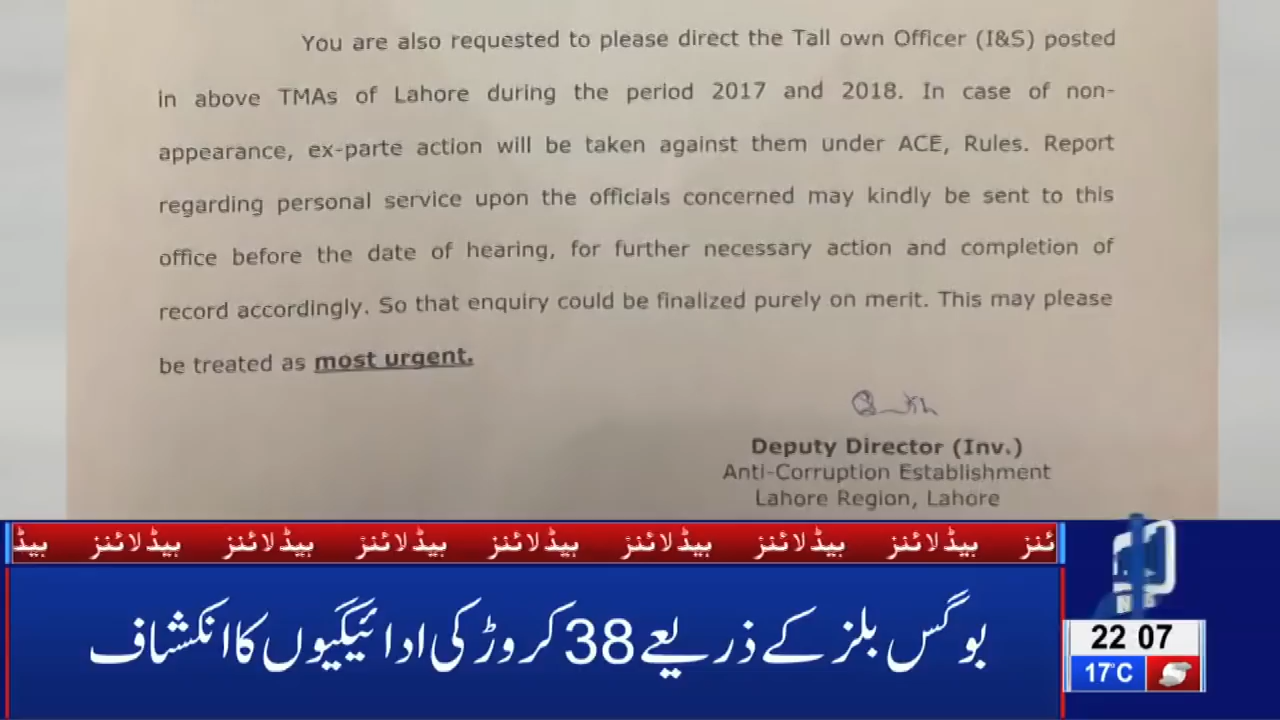 You are also requested to please direct the Tall own Officer (I&S) posted
in above TMAs of Lahore during the period 2017 and 2018. In case of non-
appearance, ex-parte action will be taken against them under ACE, Rules. Report
regarding personal service upon the officials concerned may kindly be sent to this
office before the date of hearing, for further necessary action and completion of
record accordingly. So that enquiry could be finalized purely on merit. This may please
be treated as most urgent.
Deputy Director (Inv.)
Anti-Corruption Establishment
Lahore Region, Lahore
ئنز ہیڈلائنز ہیڈلائنز ہیڈلائنز ہیڈلائنز ہیڈلائنز ہیڈلائنز ہیڈلائنز ہیڈ
بوگس بلز کے ذریعے 38 کروڑ کی ادائیگیوں کا انکشاف
22 07
17°C